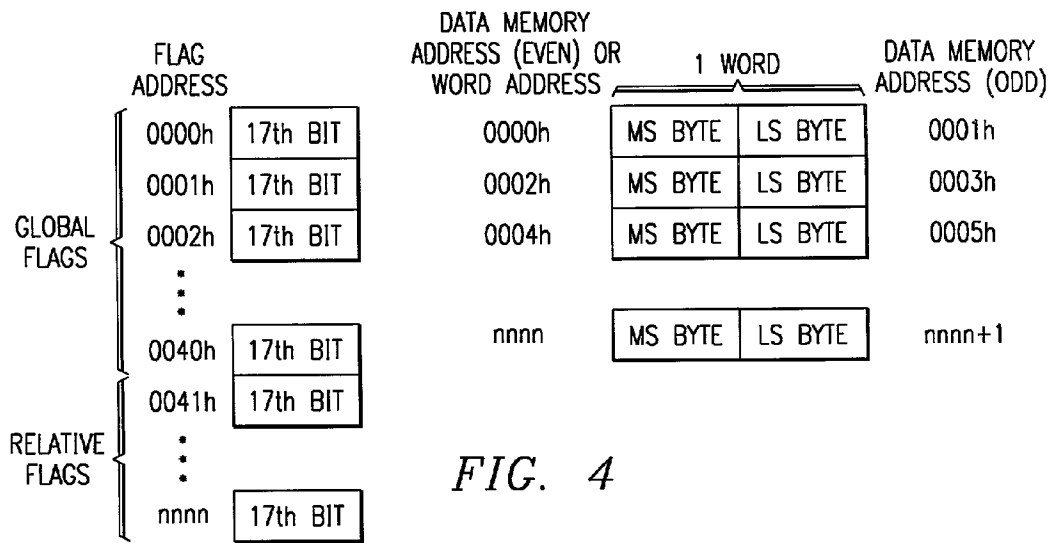 FLAG ADDRESS
DATA MEMORY ADDRESS (EVEN) OR WORD ADDRESS
1 WORD
DATA MEMORY ADDRESS (ODD)
0000h 17th BIT 0000h MS BYTE LS BYTE 0001h
0001h 17th BIT 0002h MS BYTE LS BYTE 0003h
GLOBAL FLAGS
0002h 17th BIT 0004h MS BYTE LS BYTE 0005h
nnnn MS BYTE LS BYTE nnnn+1
0040h 17th BIT
0041h 17th BIT
RELATIVE FLAGS
nnnn 17th BIT
FIG. 4